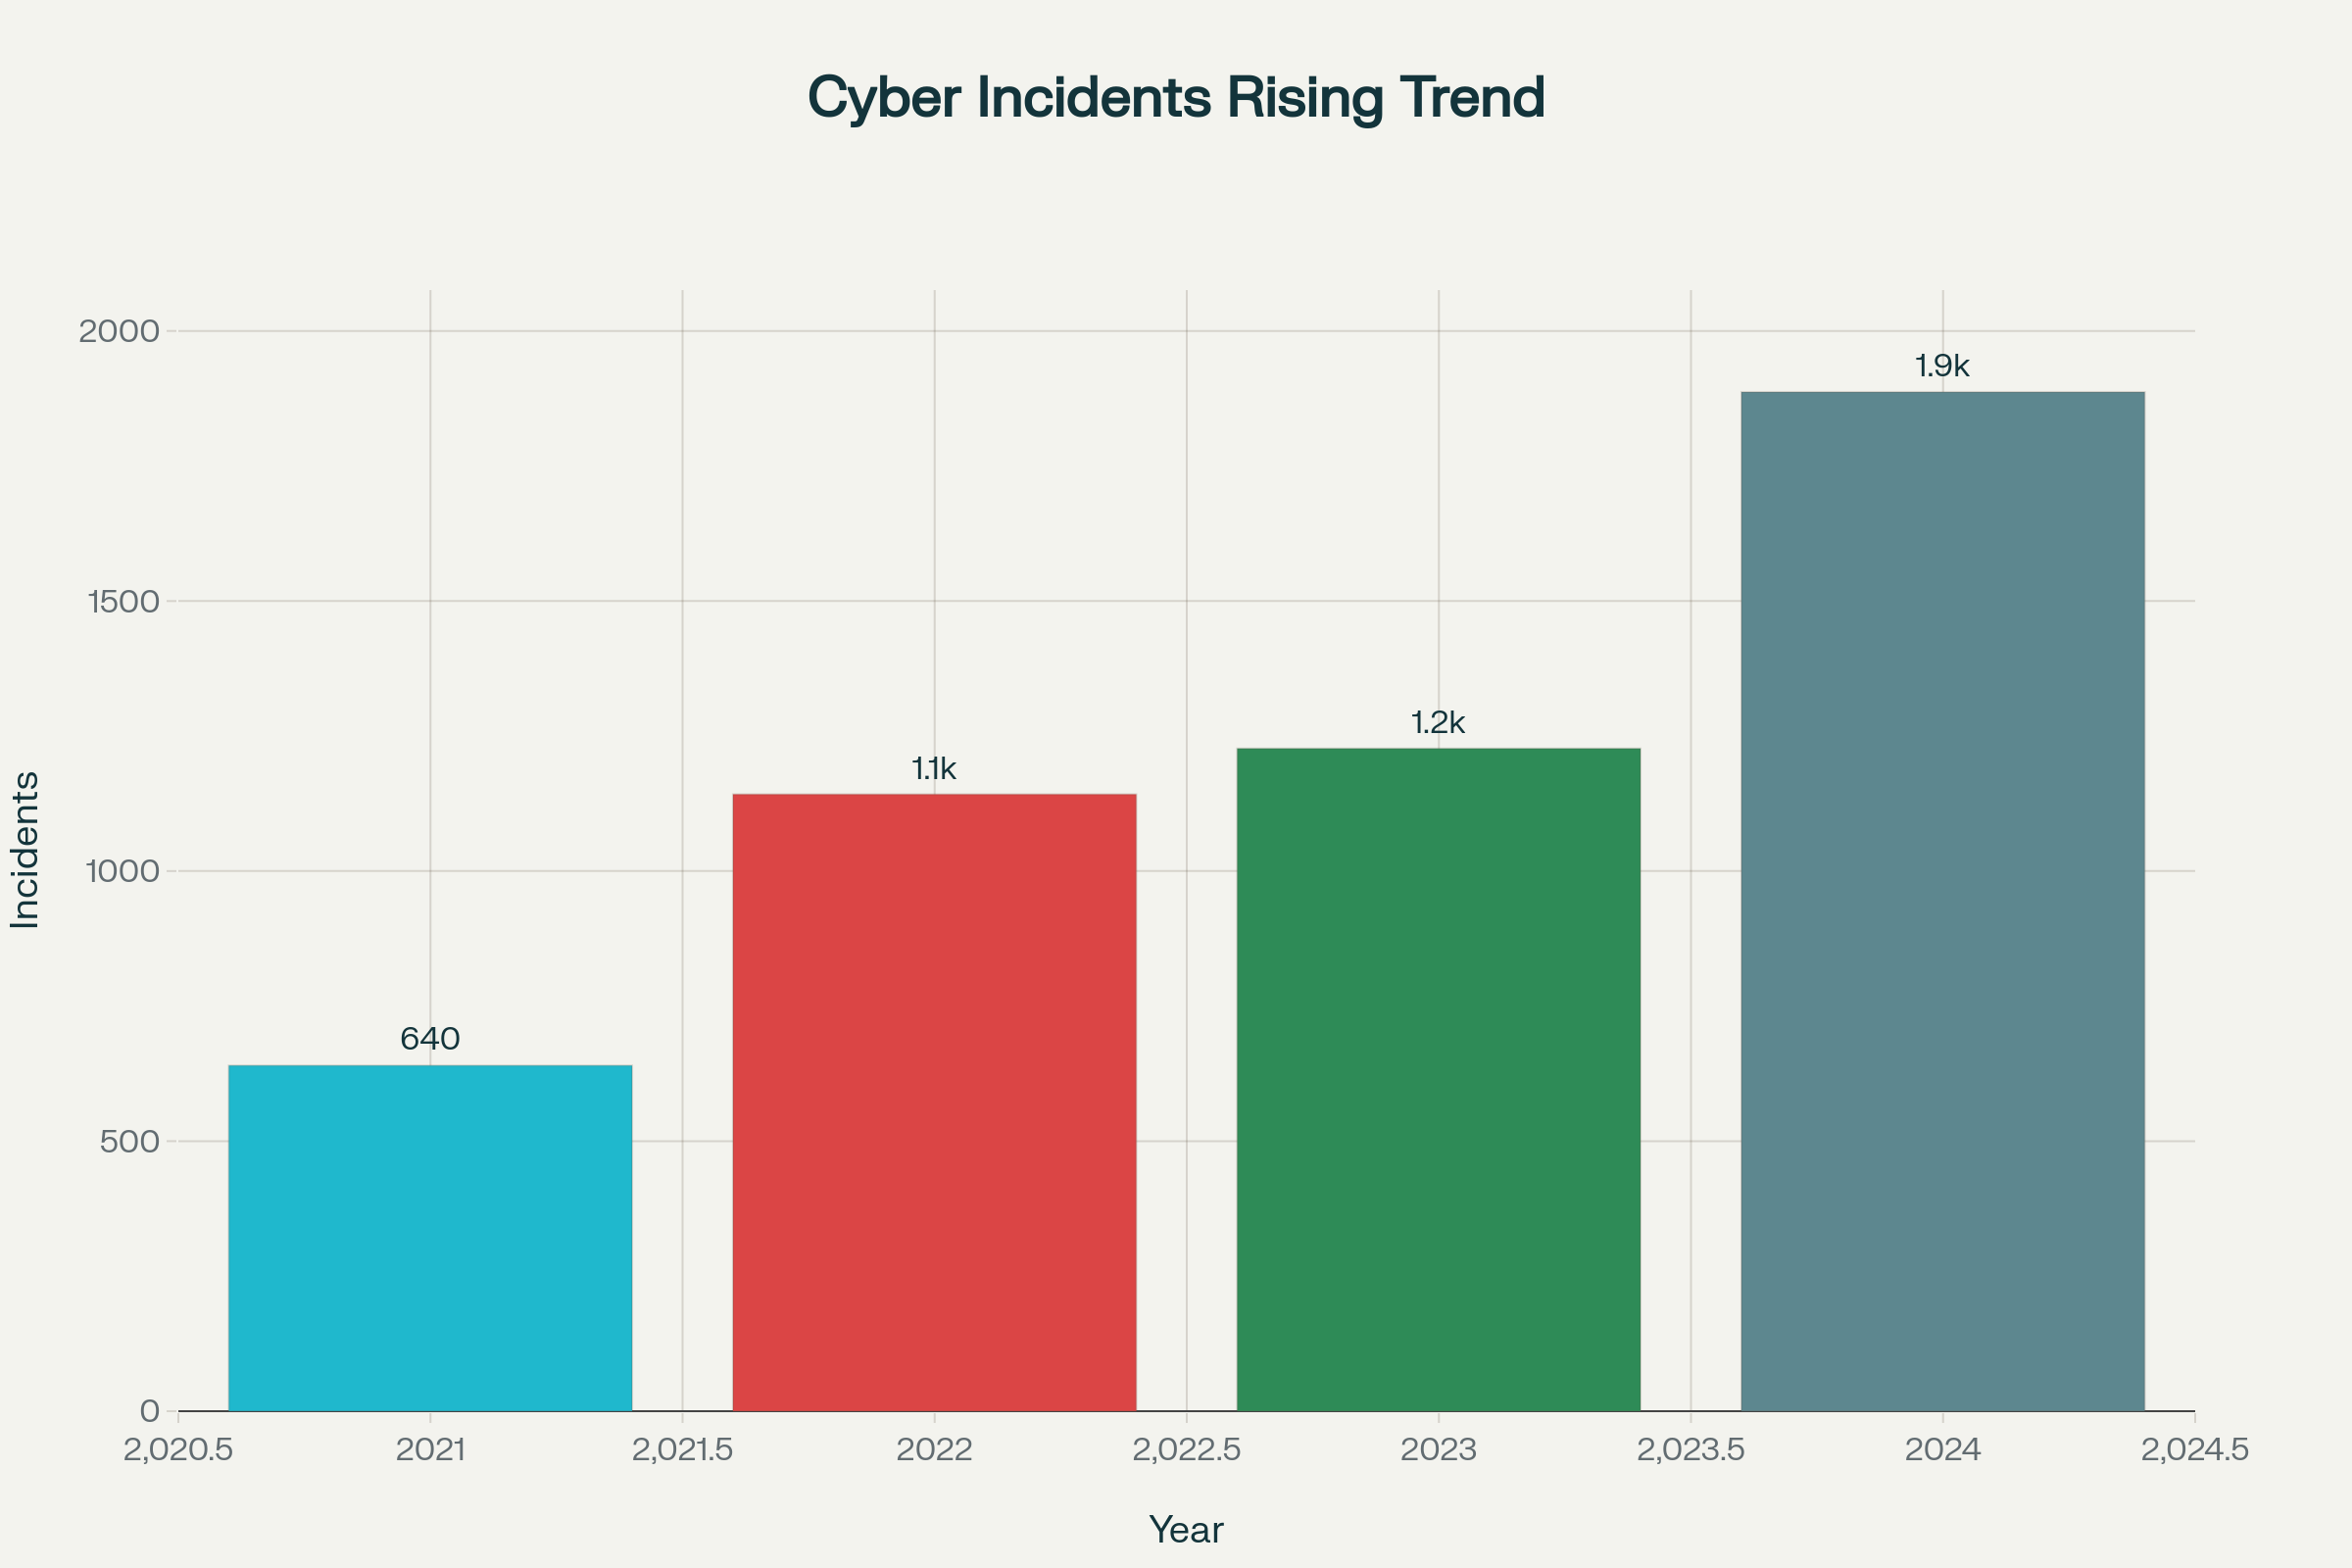 Cyber Incidents Rising Trend
2000
1500
1000
500
0
Incidents
640
1.1k
1.2k
1.9k
2,020.5 2021 2,021.5 2022 2,022.5 2023 2,023.5 2024 2,024.5
Year